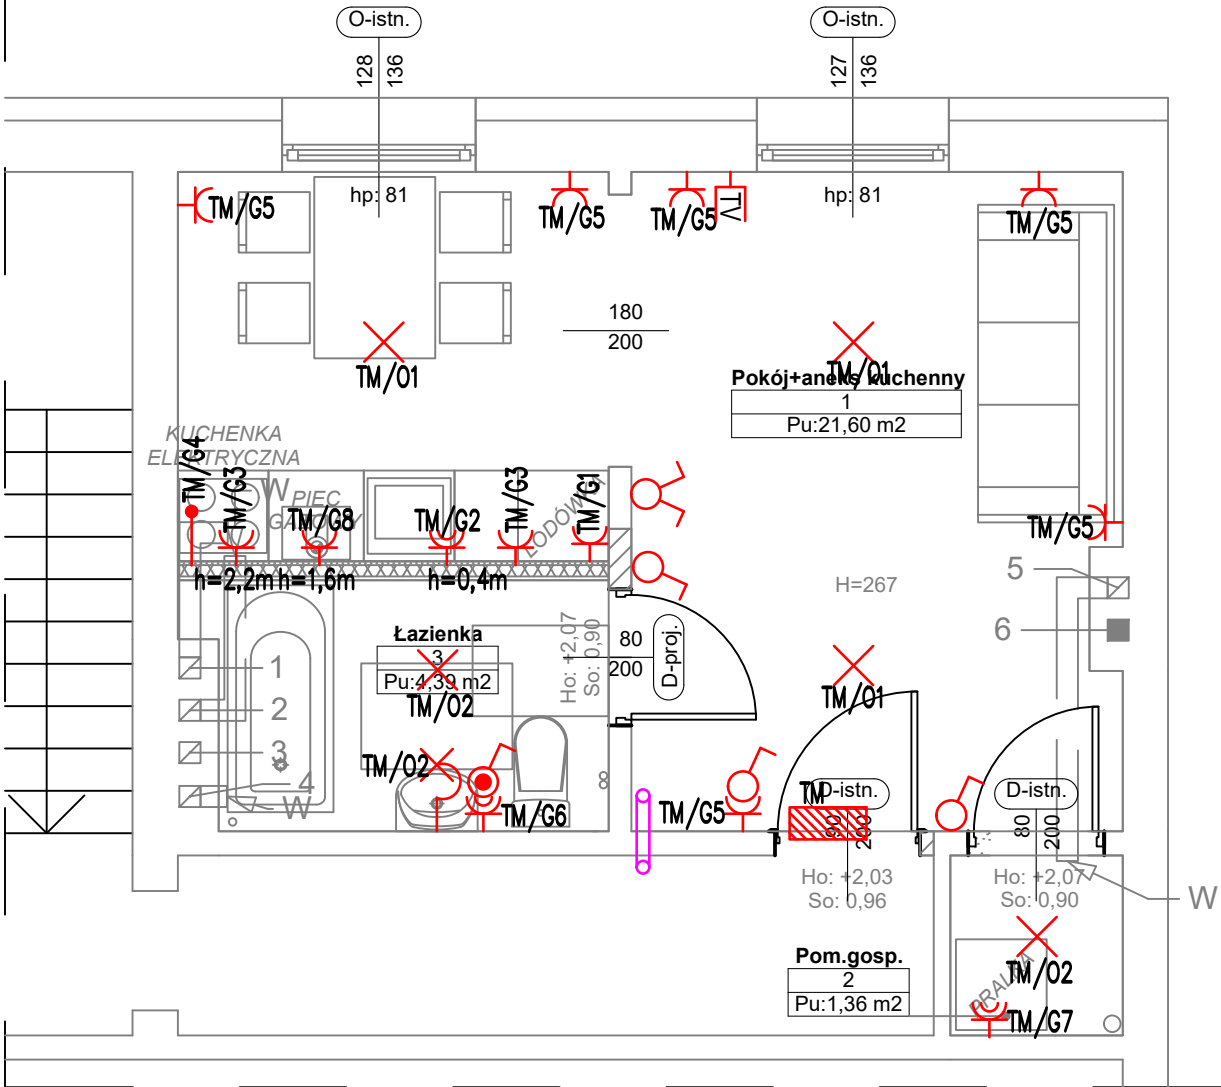 O-istn.
O-istn.
128
136
127
136
hp: 81
hp: 81
TM/G5
TM/G5
TM/G5
TV
TM/G5
180
200
TM/O1
TM/O1
Pokój+aneks kuchenny
1
Pu:21,60 m2
KUCHENKA
ELEKTRYCZNA
TM/G4
TM/G3
W
PIEC
GAZOWY
TM/G8
TM/G2
TM/G3
LODÓWKA
TM/G1
TM/G5
h=2,2m
h=1,6m
h=0,4m
H=267
5
6
Łazienka
3
Pu:4,39 m2
TM/O2
Ho: +2,07
So: 0,90
80
200
D-proj.
TM/O1
1
2
3
4
W
TM/O2
TM/G6
TM/G5
TM
D-istn.
90
200
D-istn.
80
200
Ho: +2,03
So: 0,96
Ho: +2,07
So: 0,90
W
Pom.gosp.
2
Pu:1,36 m2
TM/O2
PRALKA
TM/G7